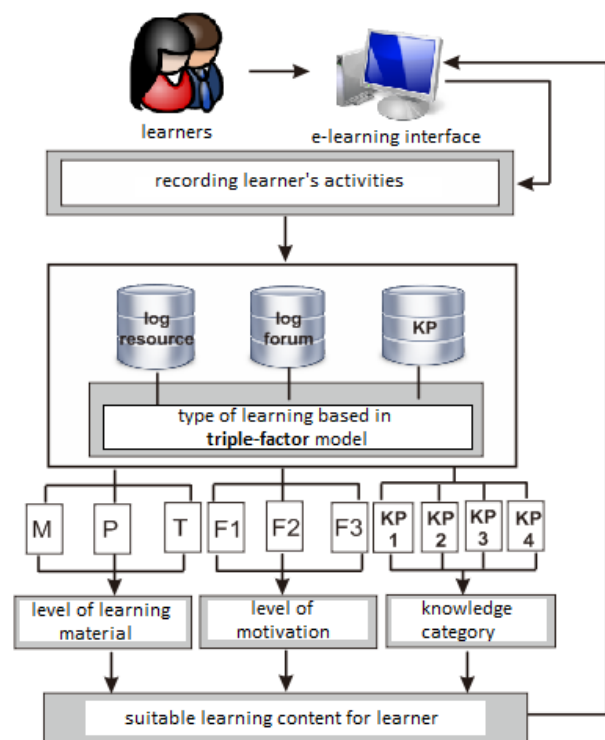 learners
e-learning interface
recording learner's activities
log
resource
log
forum
KP
type of learning based in
triple-factor model
M
P
T
F1
F2
F3
KP
1
KP
2
KP
3
KP
4
level of learning
material
level of
motivation
knowledge
category
suitable learning content for learner